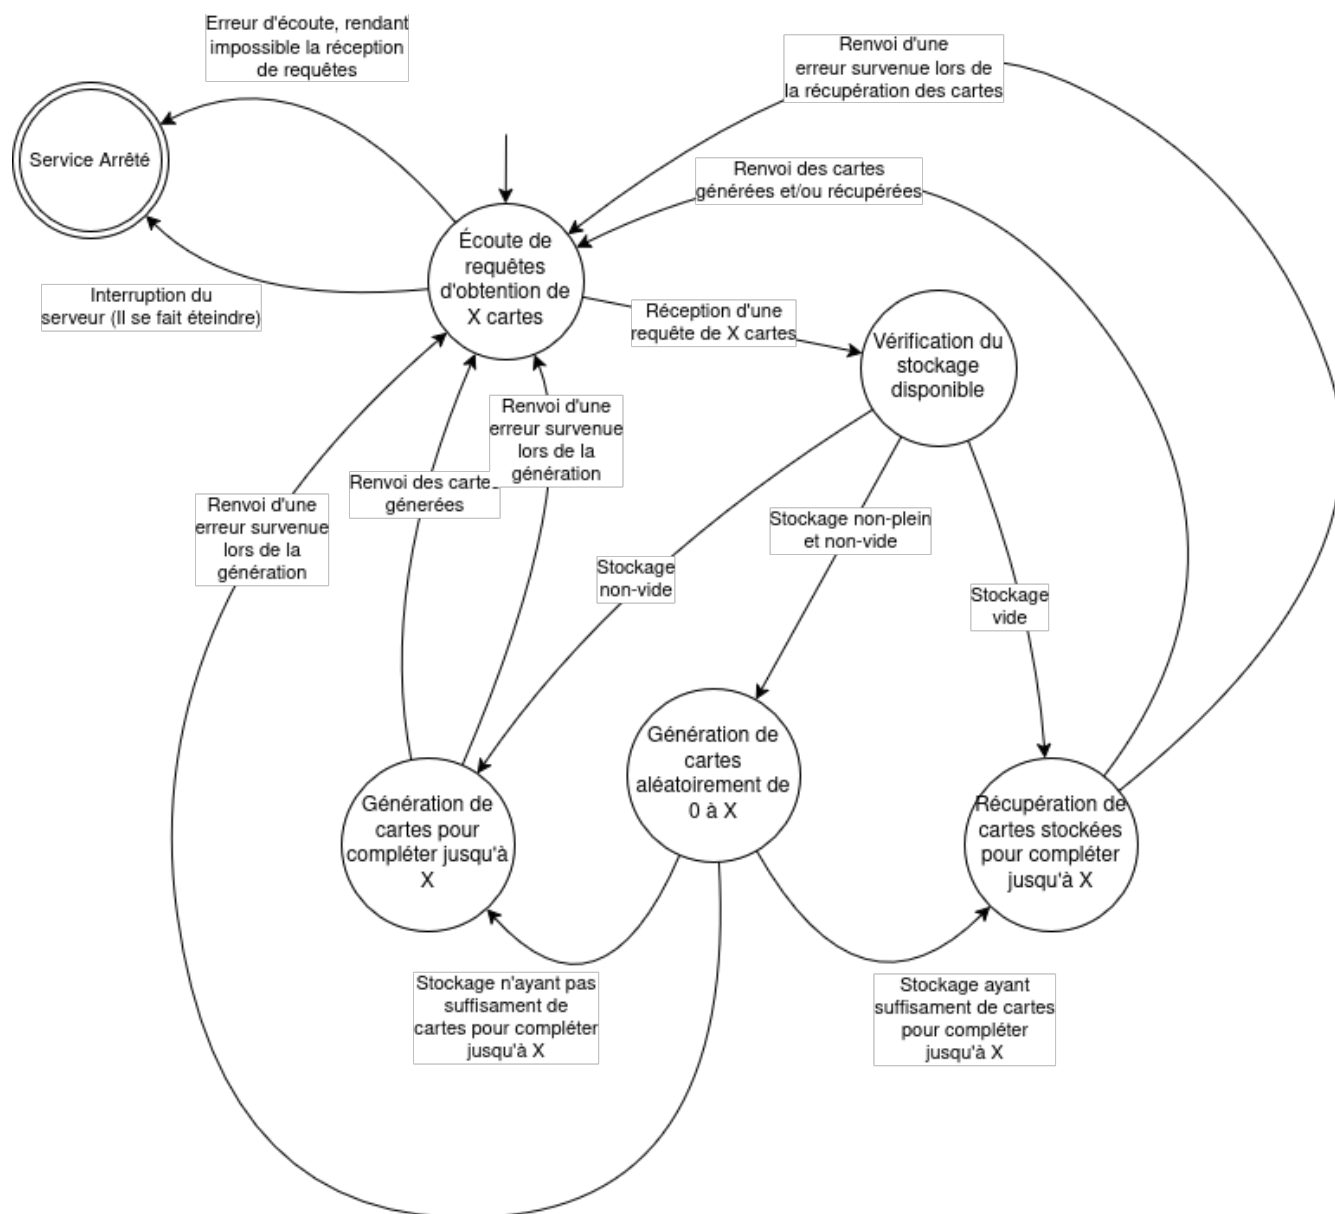 Erreur d'écoute, rendant
impossible la réception
de requêtes
Renvoi d'une
erreur survenue lors de
la récupération des cartes
Service Arrêté
Renvoi des cartes
générées et/ou récupérées
Écoute de
requêtes
d'obtention de
X cartes
Interruption du
serveur (Il se fait éteindre)
Réception d'une
requête de X cartes
Vérification du
stockage
disponible
Renvoi d'une
erreur survenue
lors de la
génération
Renvoi des cartes
génerées
Renvoi d'une
erreur survenue
lors de la
génération
Stockage non-plein
et non-vide
Stockage
non-vide
Stockage
vide
Génération de
cartes
aléatoirement de
0 à X
Génération de
cartes pour
compléter jusqu'à
X
Récupération de
cartes stockées
pour compléter
jusqu'à X
Stockage n'ayant pas
suffisament de
cartes pour compléter
jusqu'à X
Stockage ayant
suffisament de cartes
pour compléter
jusqu'à X